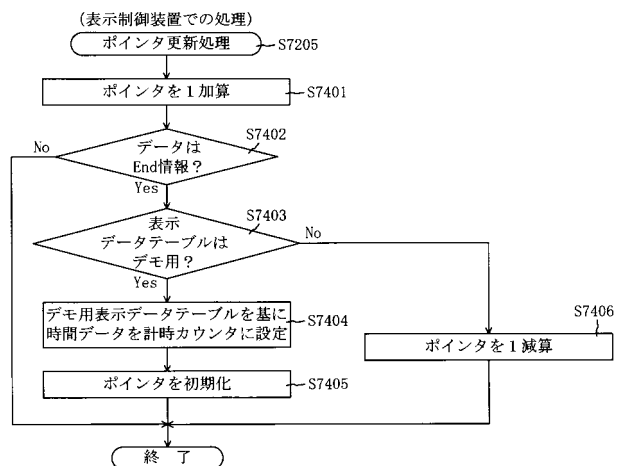 (表示制御装置での処理)
ポインタ更新処理
S7205
ポインタを1加算
S7401
S7402
No
データは
End情報?
Yes
S7403
表示
データテーブルは
デモ用?
No
Yes
デモ用表示データテーブルを基に
時間データを計時カウンタに設定
S7404
S7406
ポインタを1減算
ポインタを初期化
S7405
終 了